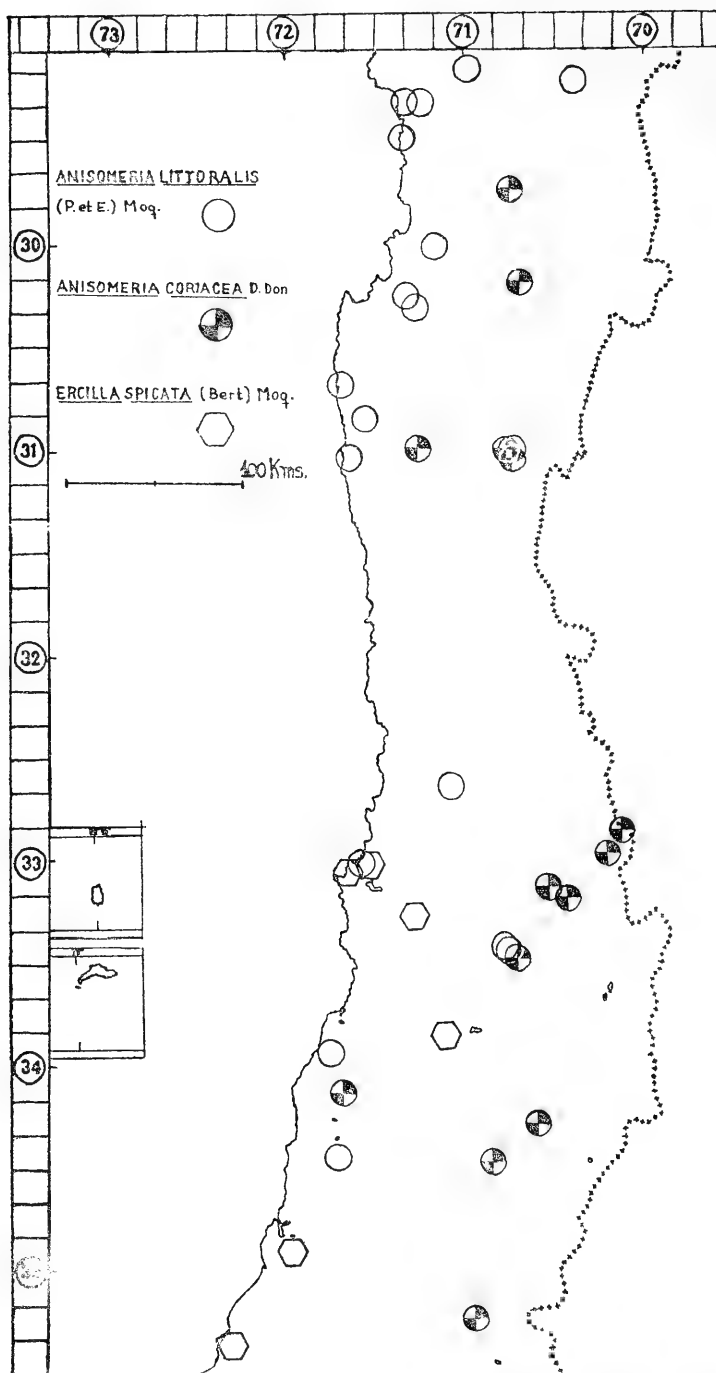 73 72 71 70
ANISOMERIA LITTORALIS
(P. et E.) Moq.
30
ANISOMERIA CORIACEA D. Don
ERCILLA SPICATA (Bert) Moq.
31
100 Kms.
32
33
34